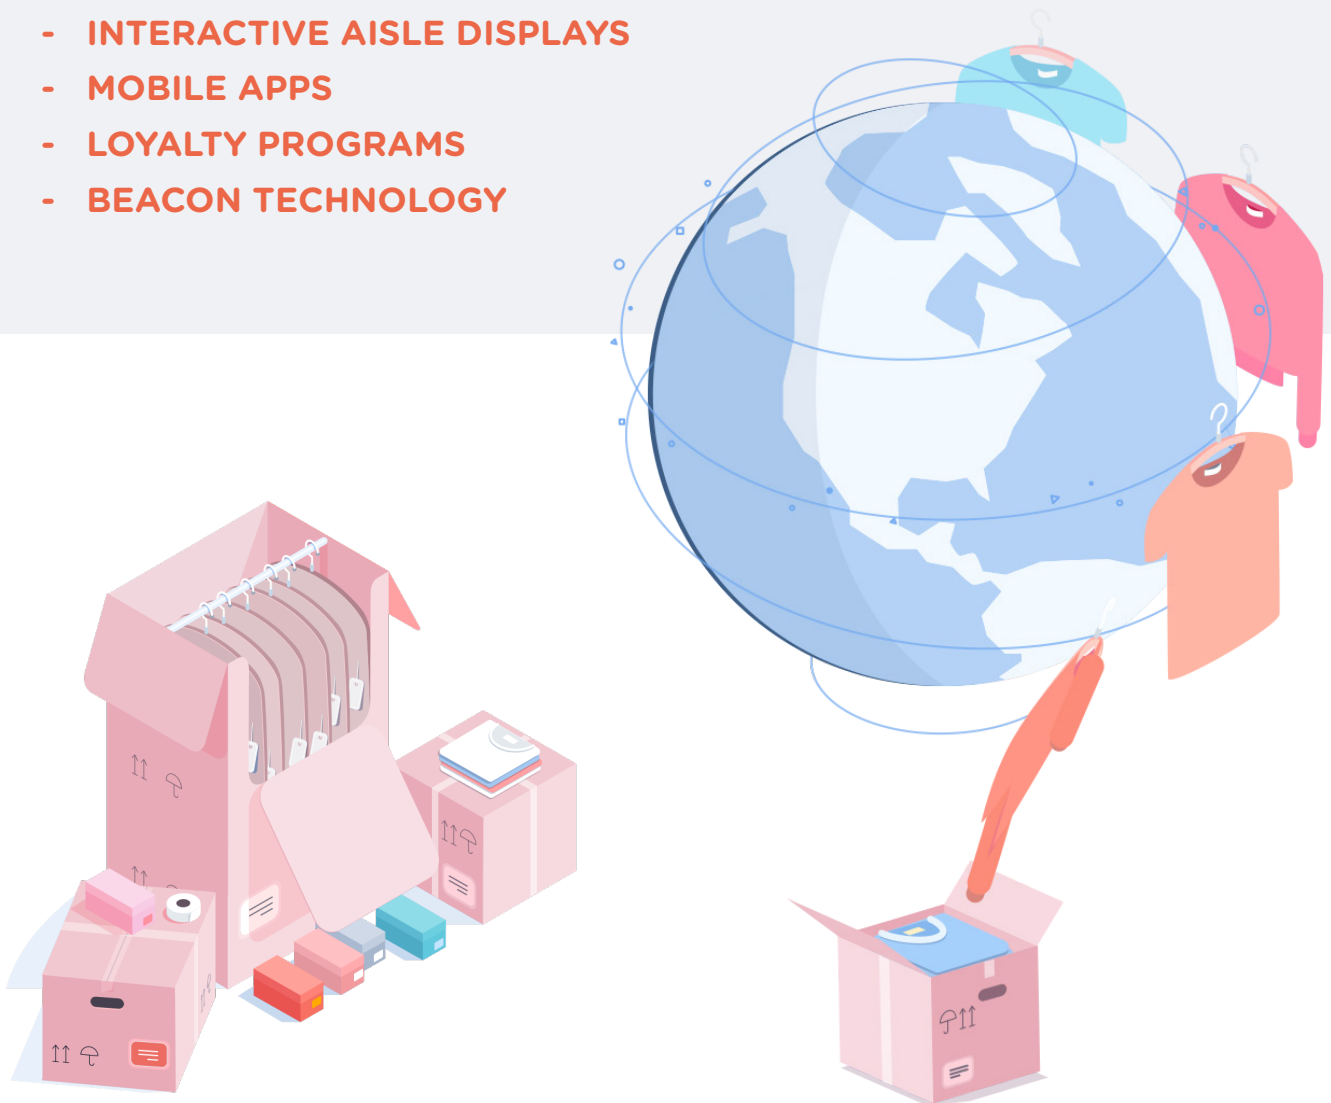 - INTERACTIVE AISLE DISPLAYS
- MOBILE APPS
- LOYALTY PROGRAMS
- BEACON TECHNOLOGY